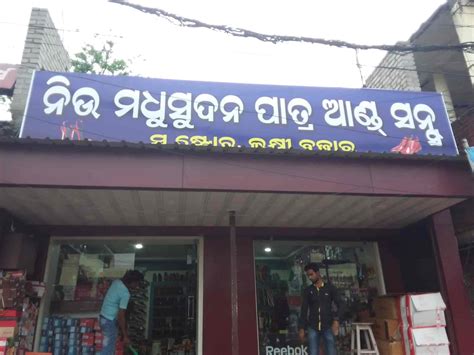 ନିଉ ମଧୁସୁଦନ ପାତ୍ର ଆଣ୍ଡ ସନ୍ସ
ସୁ ଷ୍ଟୋର, ଲକ୍ଷ୍ମୀ ବଜାର
Reebok